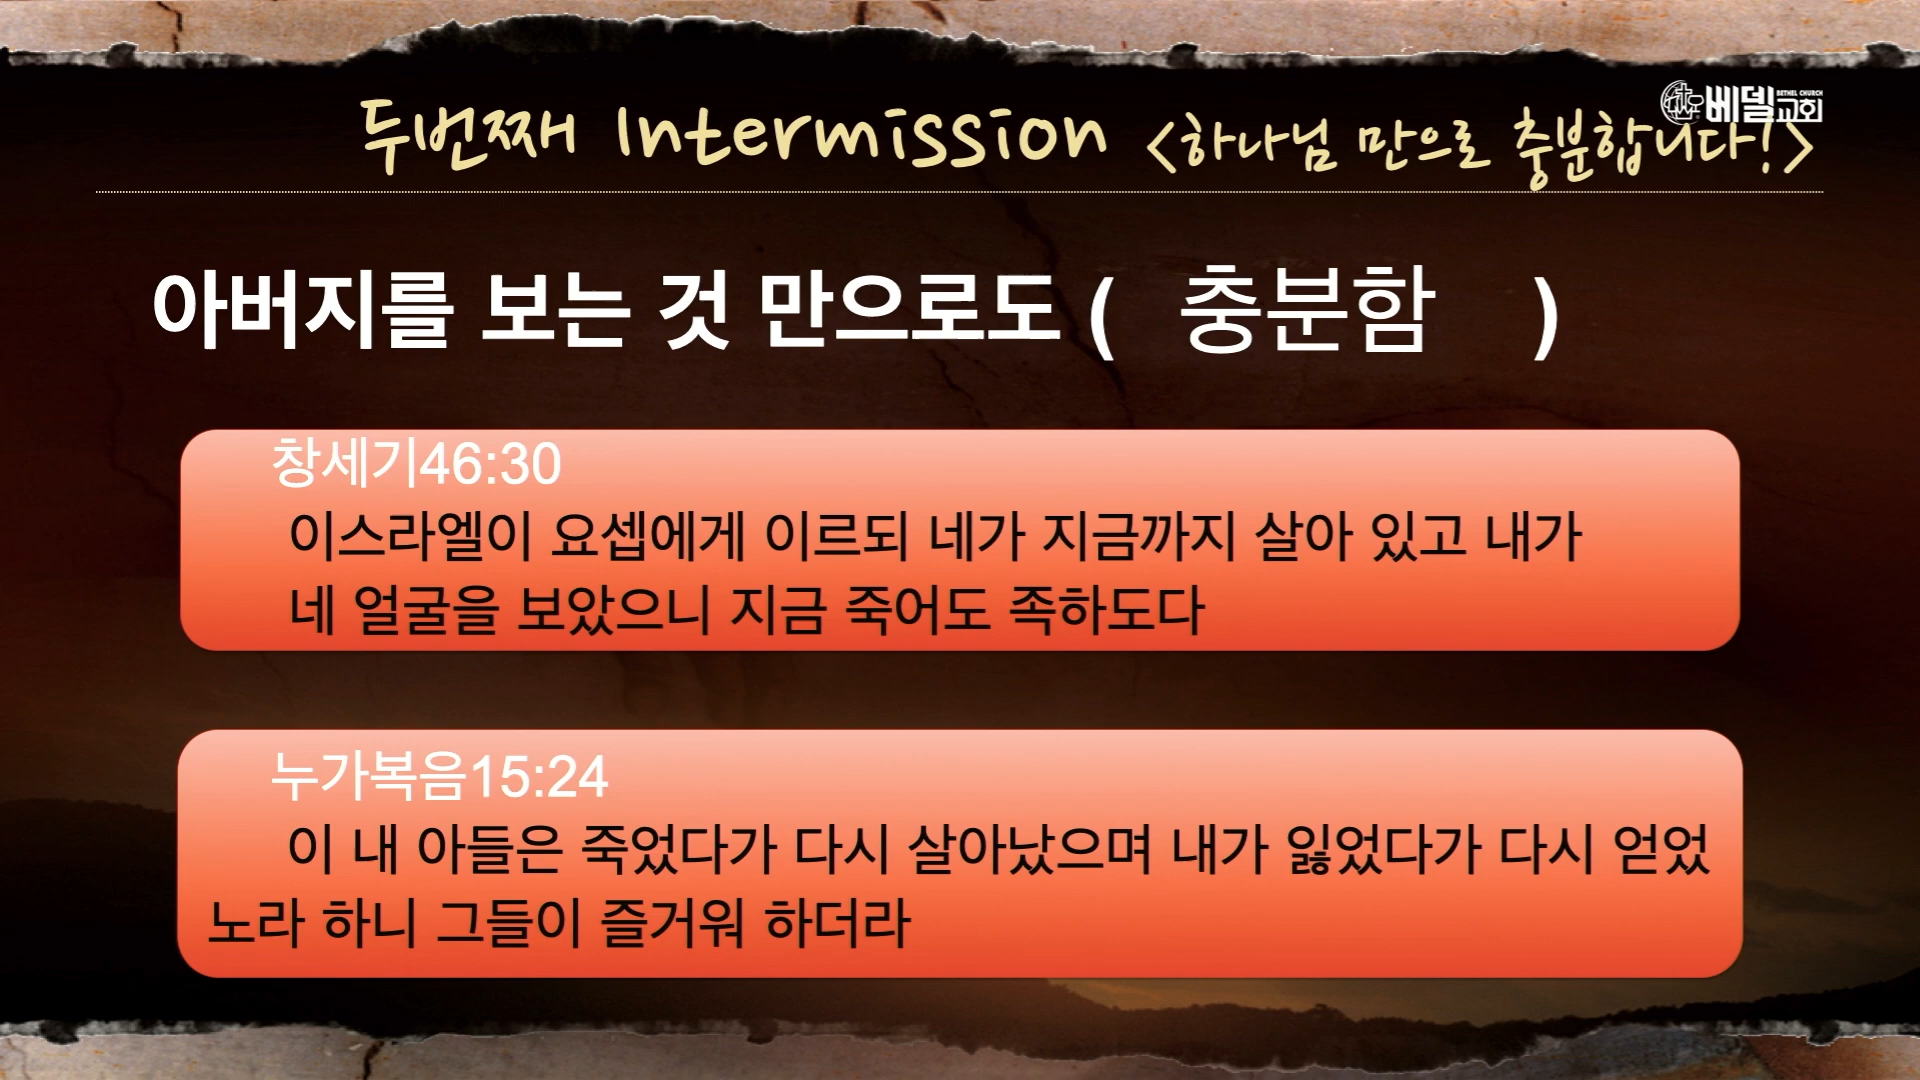 베델교회
BETHEL CHURCH
두번째 Intermission <하나님 만으로 충분합니다!>
아버지를 보는 것 만으로도 ( 충분함 )
창세기46:30
이스라엘이 요셉에게 이르되 네가 지금까지 살아 있고 내가
네 얼굴을 보았으니 지금 죽어도 족하도다
누가복음15:24
이 내 아들은 죽었다가 다시 살아났으며 내가 잃었다가 다시 얻었
노라 하니 그들이 즐거워 하더라